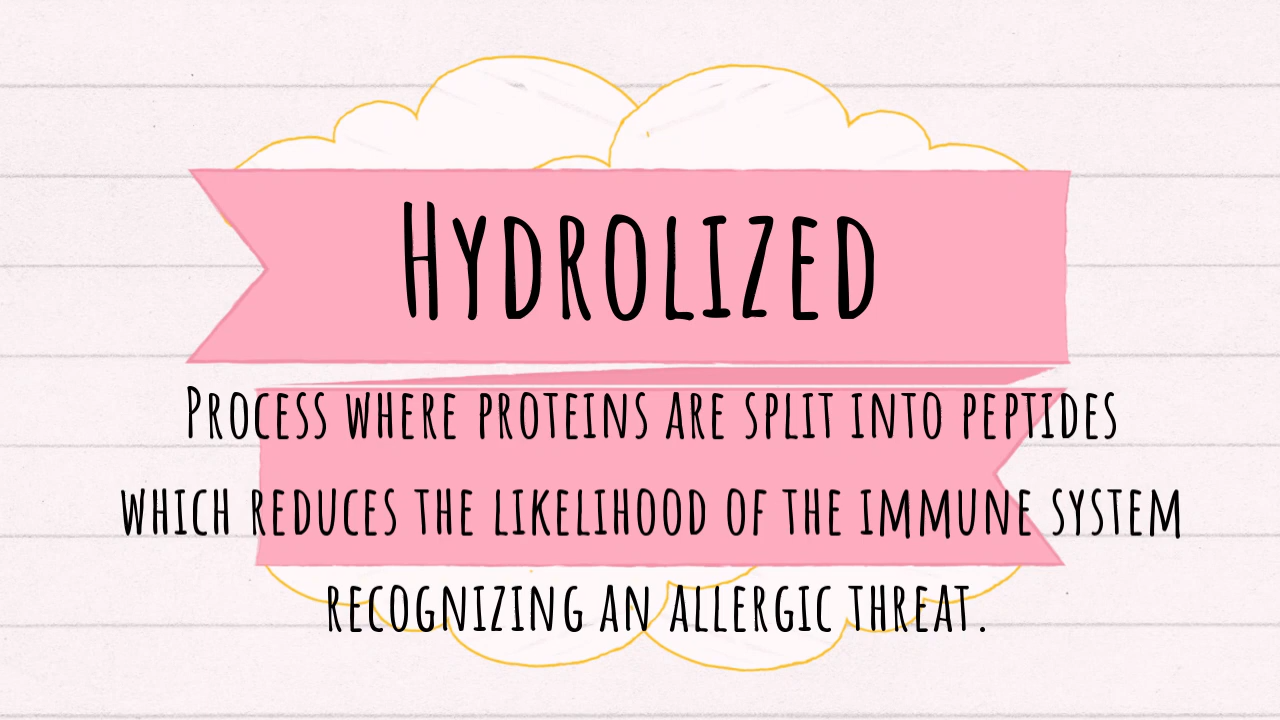 Hydrolized
Process where proteins are split into peptides
which reduces the likelihood of the immune system
recognizing an allergic threat.